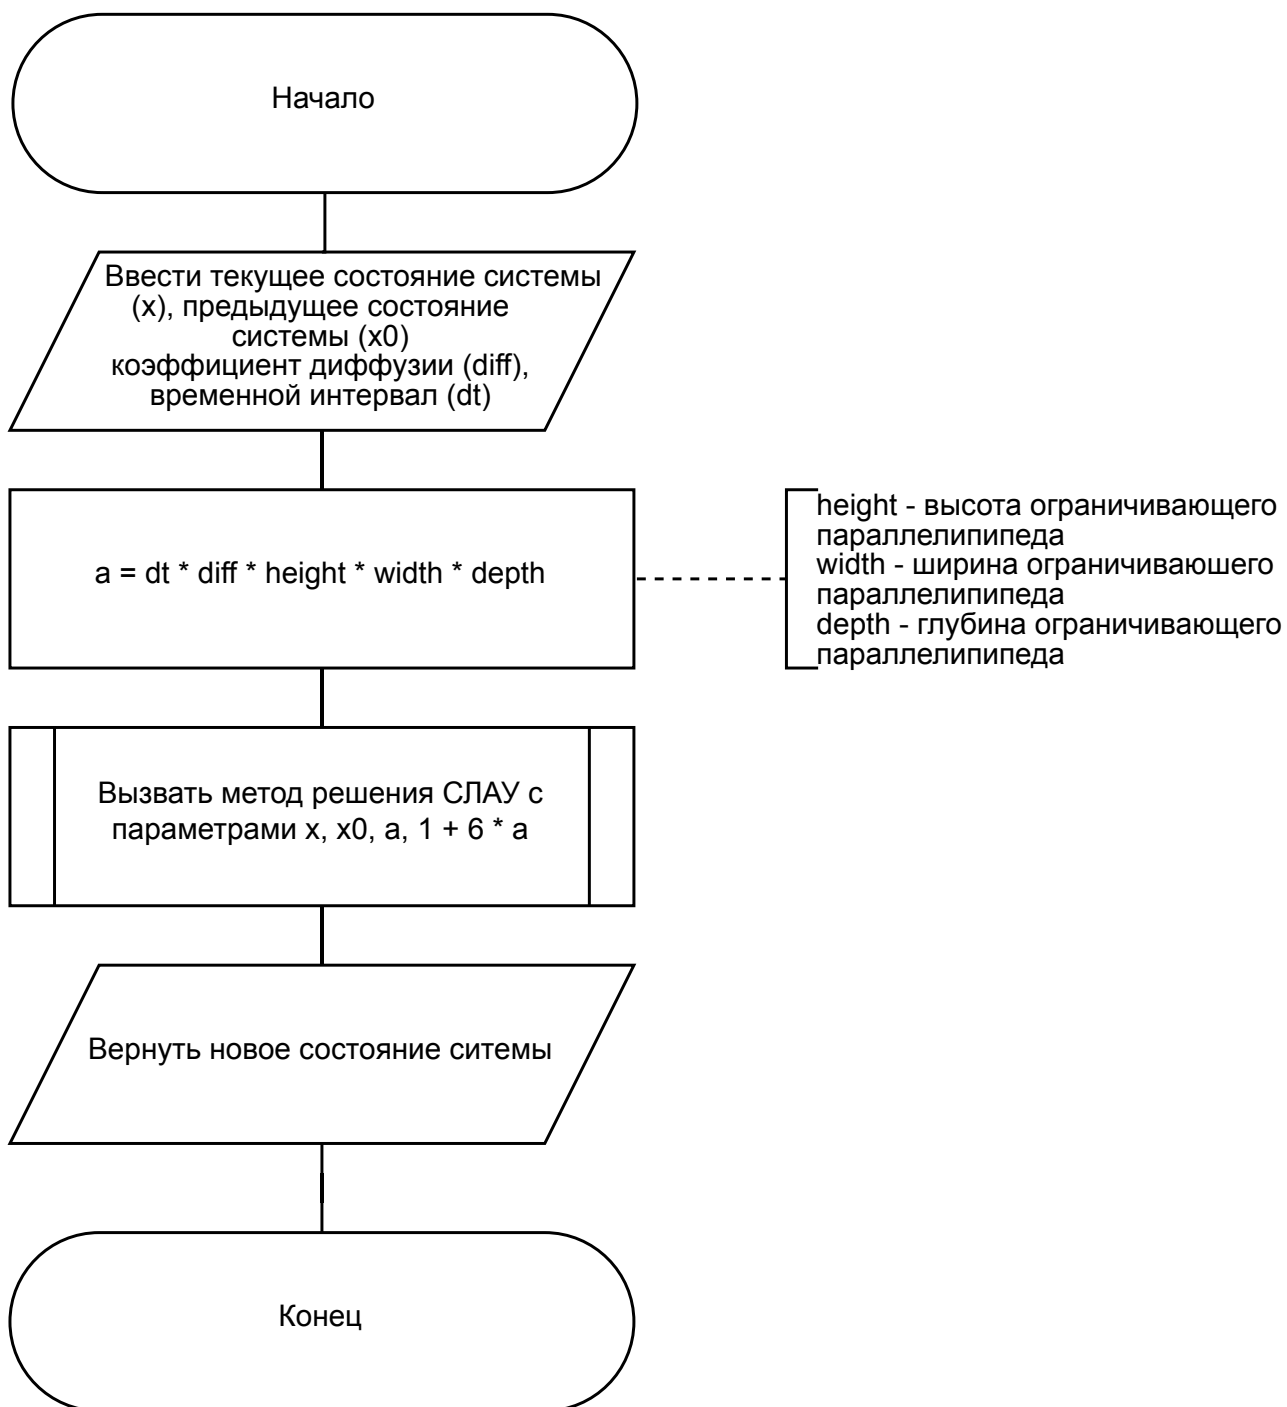 Начало
Ввести текущее состояние системы
(x), предыдущее состояние
системы (x0)
коэффициент диффузии (diff),
временной интервал (dt)
a = dt * diff * height * width * depth
height - высота ограничивающего
параллелипипеда
width - ширина ограничиваюшего
параллелипипеда
depth - глубина ограничивающего
параллелипипеда
Вызвать метод решения СЛАУ с
параметрами x, x0, a, 1 + 6 * a
Вернуть новое состояние ситемы
Конец